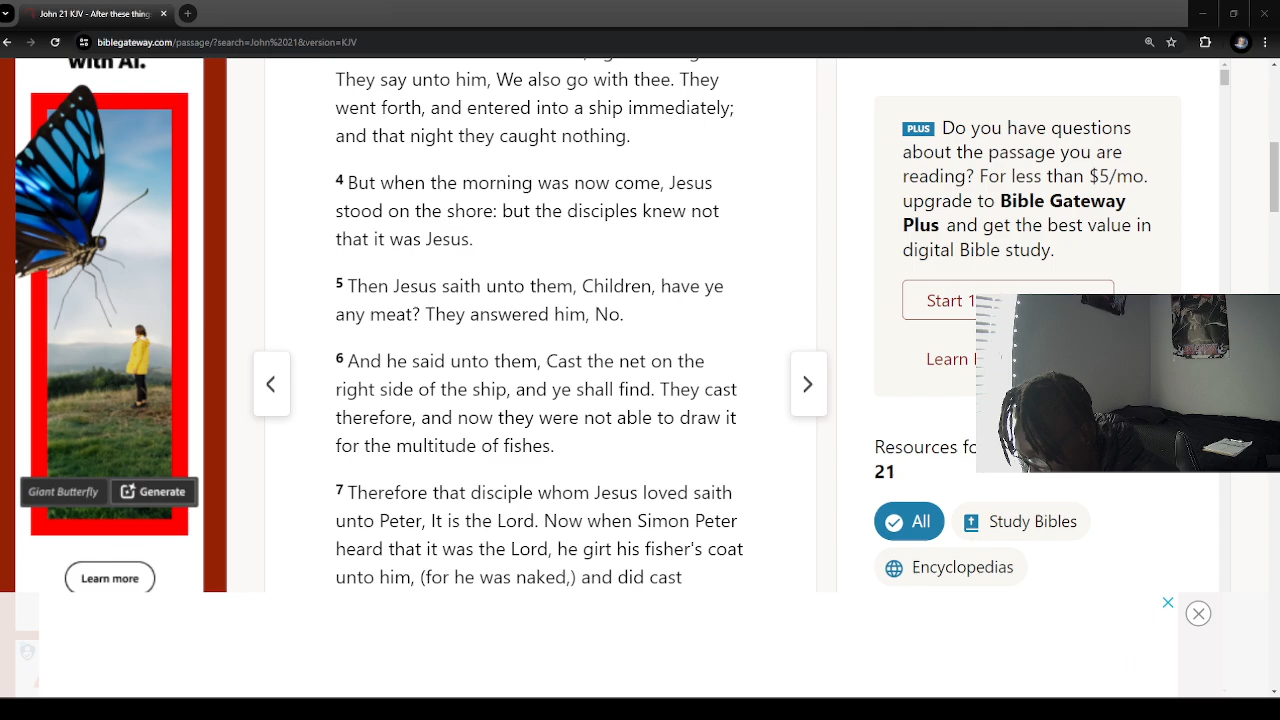 John 21 KJV - After these thing
biblegateway.com/passage/?search=John%2021&version=KJV
with AI.
Giant Butterfly
Generate
Learn more
They say unto him, We also go with thee. They
went forth, and entered into a ship immediately;
and that night they caught nothing.
4 But when the morning was now come, Jesus
stood on the shore: but the disciples knew not
that it was Jesus.
5 Then Jesus saith unto them, Children, have ye
any meat? They answered him, No.
6 And he said unto them, Cast the net on the
right side of the ship, and ye shall find. They cast
therefore, and now they were not able to draw it
for the multitude of fishes.
7 Therefore that disciple whom Jesus loved saith
unto Peter, It is the Lord. Now when Simon Peter
heard that it was the Lord, he girt his fisher's coat
unto him, (for he was naked,) and did cast
PLUS Do you have questions
about the passage you are
reading? For less than $5/mo.
upgrade to Bible Gateway
Plus and get the best value in
digital Bible study.
Start 1
Learn
Resources fo
21
All
Study Bibles
Encyclopedias